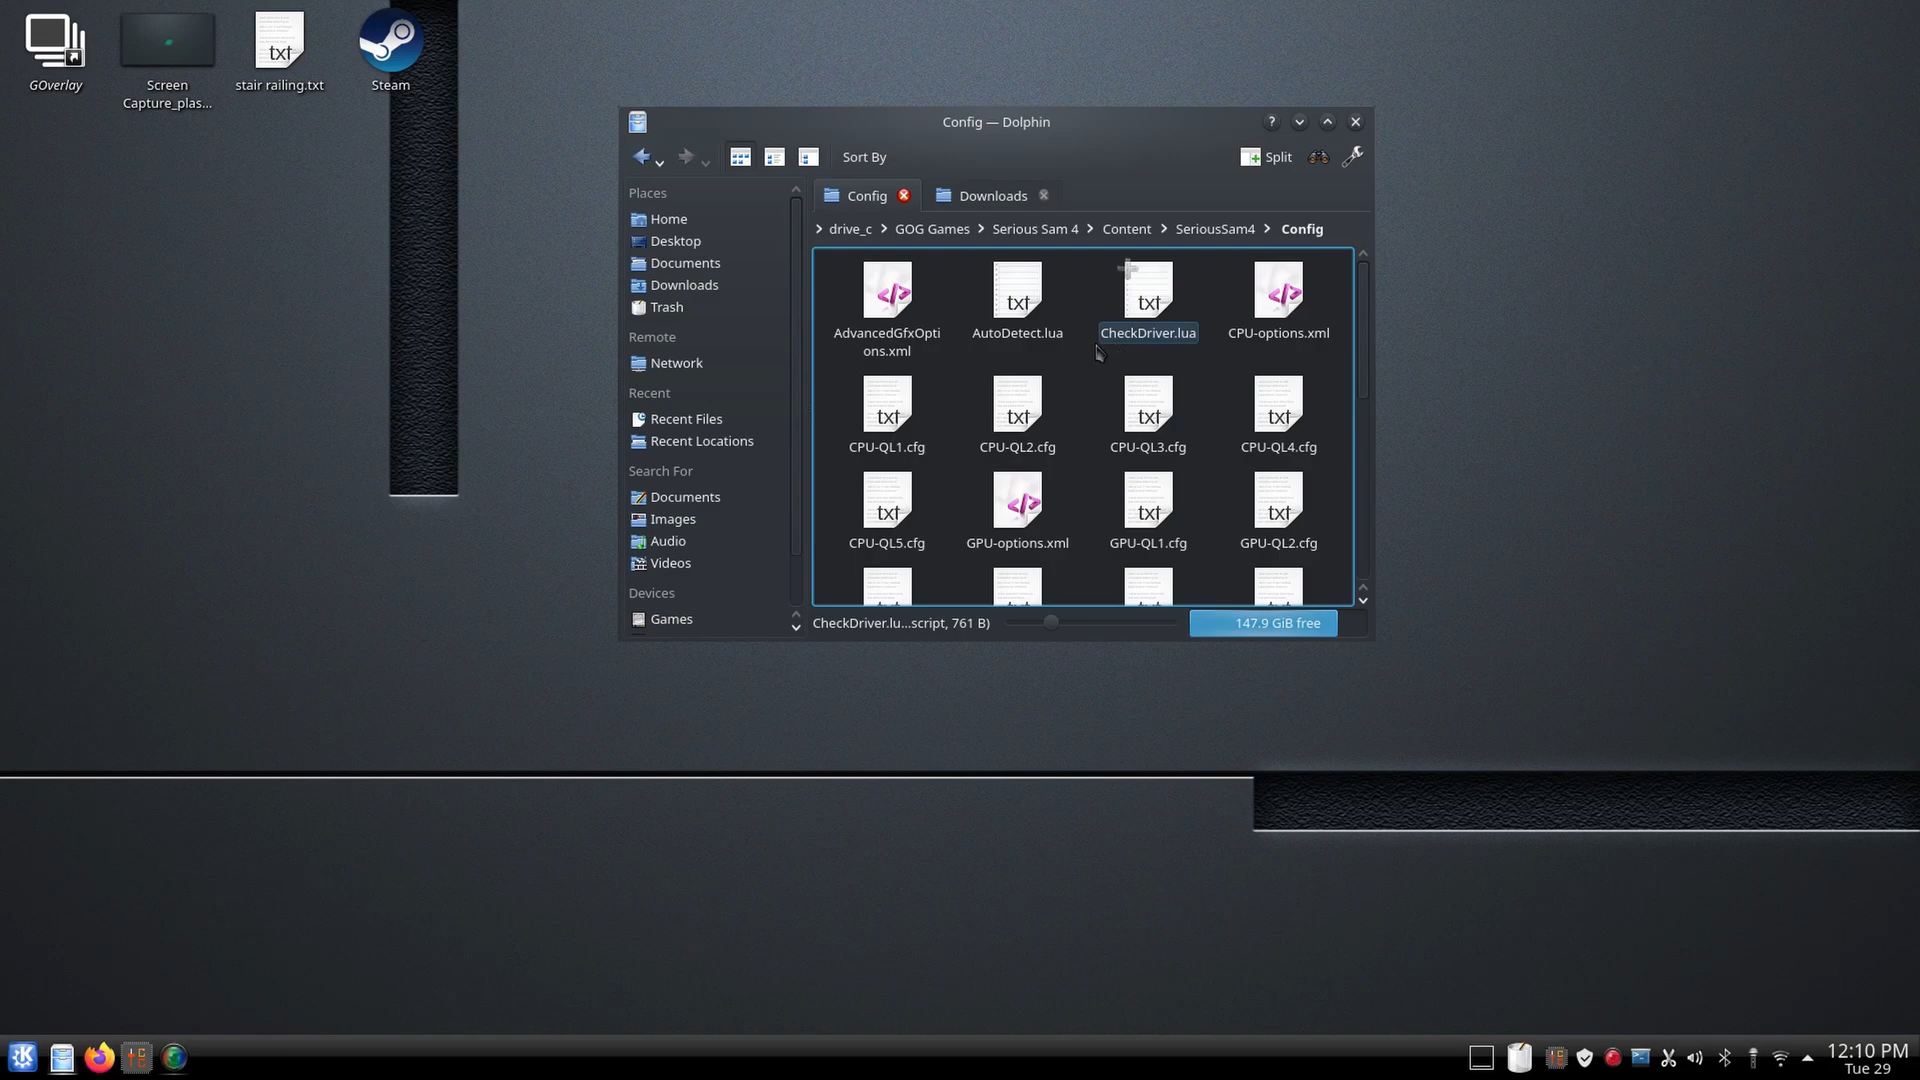 GOverlay
Screen
Capture_plas...
stair railing.txt
Steam
Config — Dolphin
Sort By
Split
Places
Home
Desktop
Documents
Downloads
Trash
Remote
Network
Recent
Recent Files
Recent Locations
Search For
Documents
Images
Audio
Videos
Devices
Games
Config
Downloads
drive_c
GOG Games
Serious Sam 4
Content
SeriousSam4
Config
AdvancedGfxOpti
ons.xml
txt
AutoDetect.lua
txt
CheckDriver.lua
CPU-options.xml
txt
CPU-QL1.cfg
txt
CPU-QL2.cfg
txt
CPU-QL3.cfg
txt
CPU-QL4.cfg
txt
CPU-QL5.cfg
GPU-options.xml
txt
GPU-QL1.cfg
txt
GPU-QL2.cfg
CheckDriver.lu...script, 761 B)
147.9 GiB free
12:10 PM
Tue 29